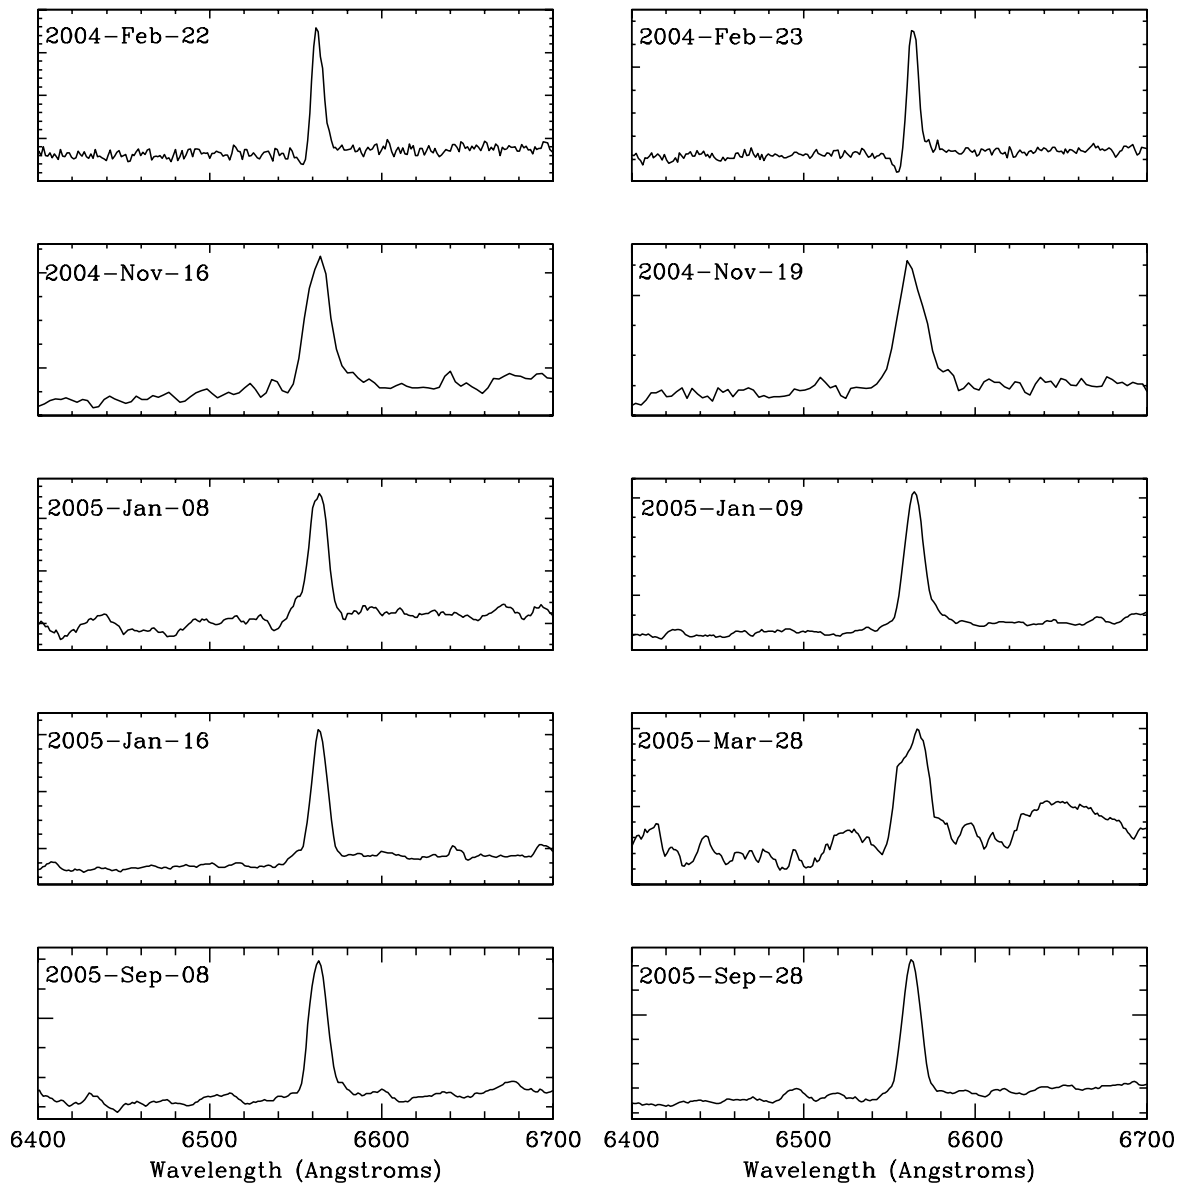 2004-Feb-22
2004-Feb-23
2004-Nov-16
2004-Nov-19
2005-Jan-08
2005-Jan-09
2005-Jan-16
2005-Mar-28
2005-Sep-08
2005-Sep-28
6400 6500 6600 6700
6400 6500 6600 6700
Wavelength (Angstroms)
Wavelength (Angstroms)